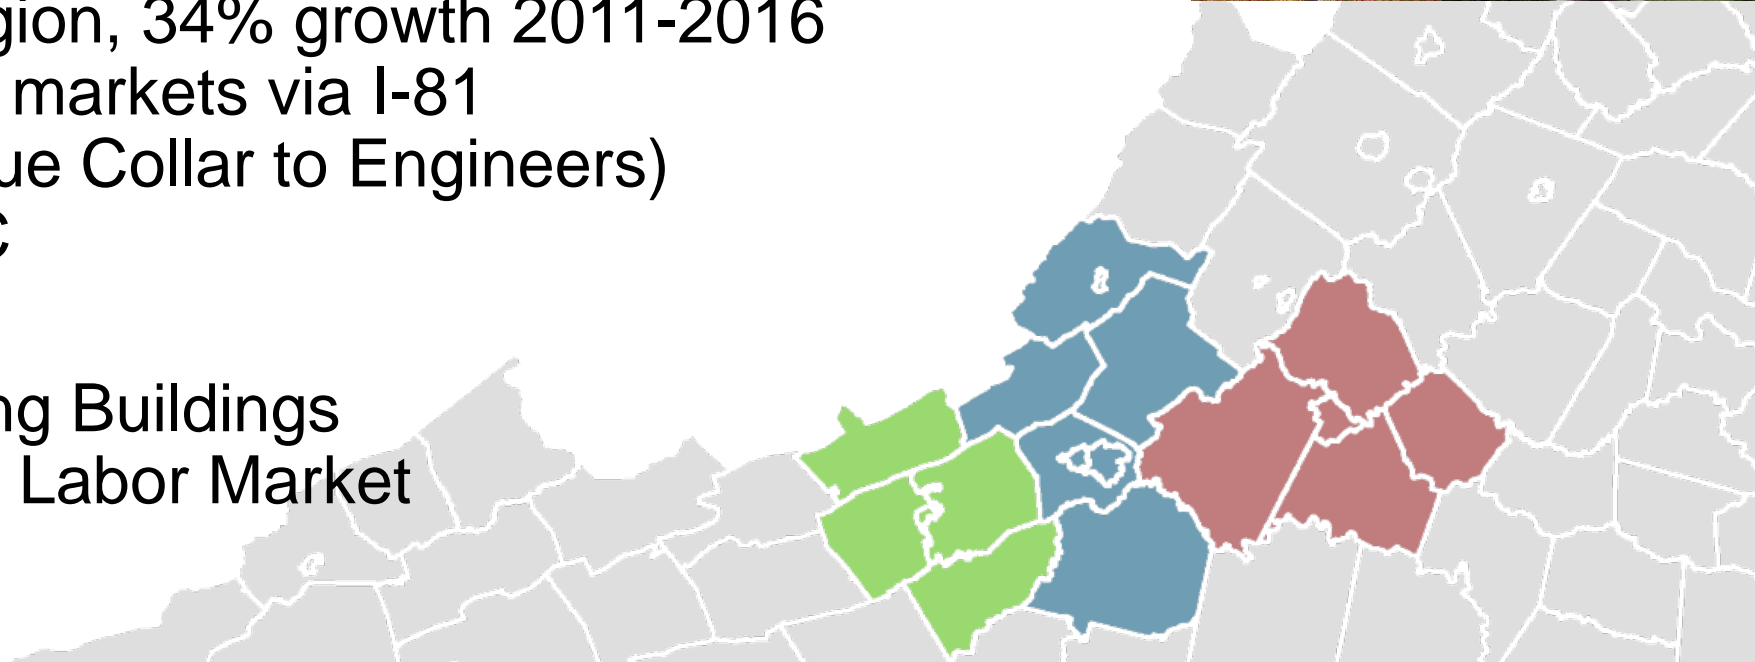 gion, 34% growth 2011-2016
markets via I-81
ue Collar to Engineers)
c
ng Buildings
Labor Market